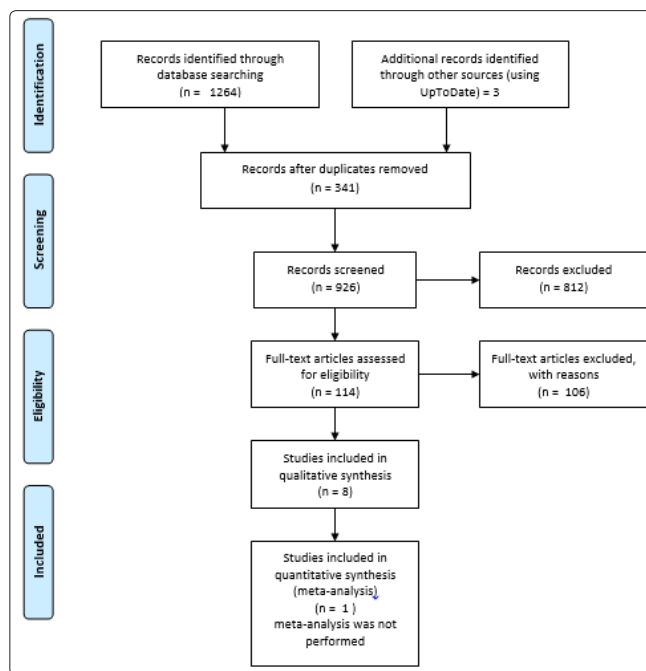 Identification
Records identified through
database searching
(n = 1264)
Additional records identified
through other sources (using
UpToDate) = 3
Records after duplicates removed
(n = 341)
Screening
Records screened
(n = 926)
Records excluded
(n = 812)
Eligibility
Full-text articles assessed
for eligibility
(n = 114)
Full-text articles excluded,
with reasons
(n = 106)
Studies included in
qualitative synthesis
(n = 8)
Included
Studies included in
quantitative synthesis
(meta-analysis)
(n = 1 )
meta-analysis was not
performed